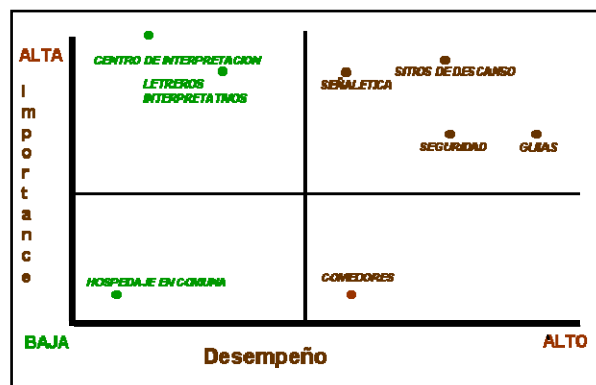 ALTA
CENTRO DE INTERPRETACION
LETREROS
INTERPRETATIVOS
SEÑALETICA
SITIOS DE DESCANSO
SEGURIDAD
GUIAS
Importance
HOSPEDAJE EN COMUNA
COMEDORES
BAJA
Desempeño
ALTO